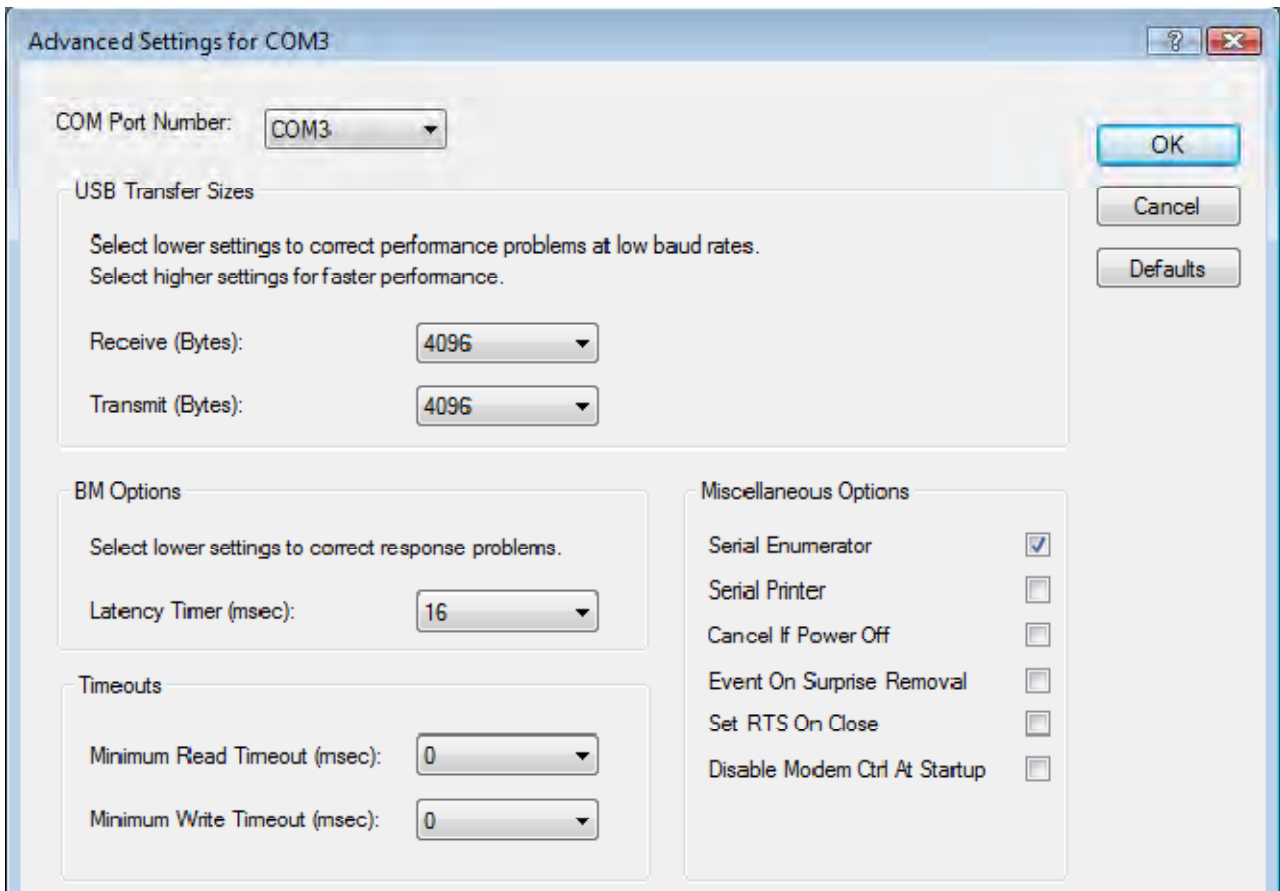 Advanced Settings for COM3
COM Port Number: COM3
OK
USB Transfer Sizes
Cancel
Select lower settings to correct performance problems at low baud rates.
Select higher settings for faster performance.
Defaults
Receive (Bytes): 4096
Transmit (Bytes): 4096
BM Options
Select lower settings to correct response problems.
Latency Timer (msec): 16
Timeouts
Minimum Read Timeout (msec): 0
Minimum Write Timeout (msec): 0
Miscellaneous Options
Serial Enumerator
Serial Printer
Cancel If Power Off
Event On Surprise Removal
Set RTS On Close
Disable Modem Ctrl At Startup